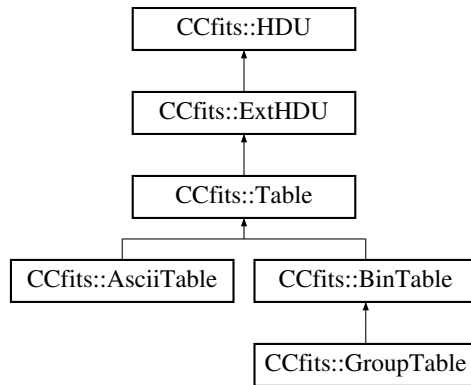 CCfits::HDU
CCfits::ExtHDU
CCfits::Table
CCfits::AsciiTable
CCfits::BinTable
CCfits::GroupTable